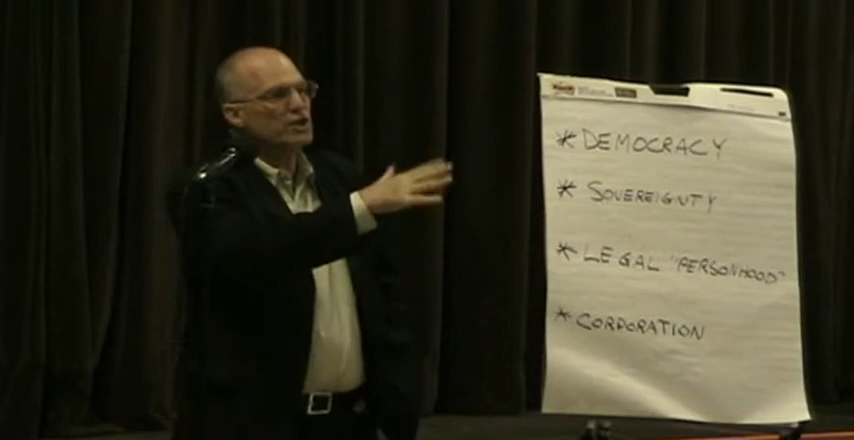 * DEMOCRACY
* SOVEREIGNTY
* LEGAL "PERSONHOOD"
* CORPORATION